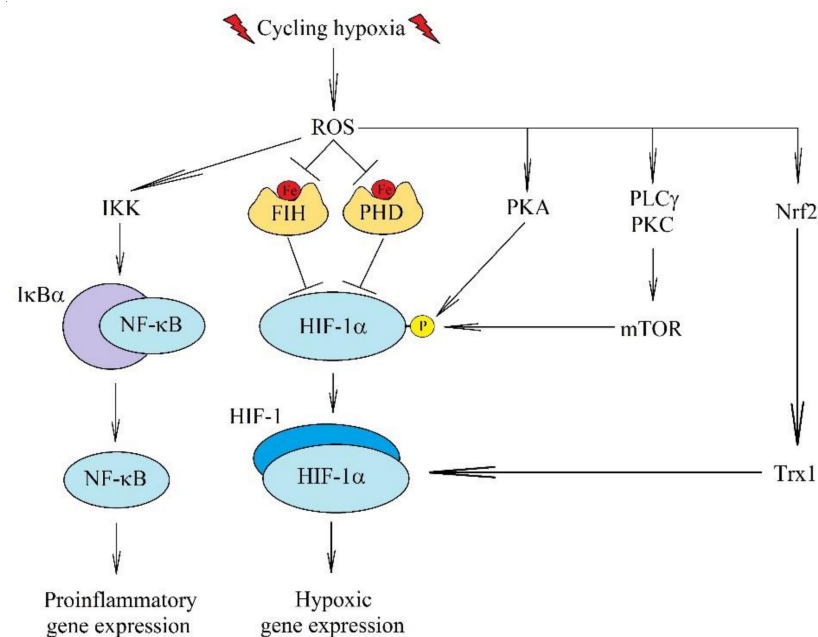 Cycling hypoxia
ROS
Fe
Fe
IKK
FIH
PHD
PKA
PLCγ
PKC
Nrf2
IκBα
NF-κB
HIF-1α
P
mTOR
HIF-1
NF-κB
HIF-1α
Trx1
Proinflammatory
gene expression
Hypoxic
gene expression